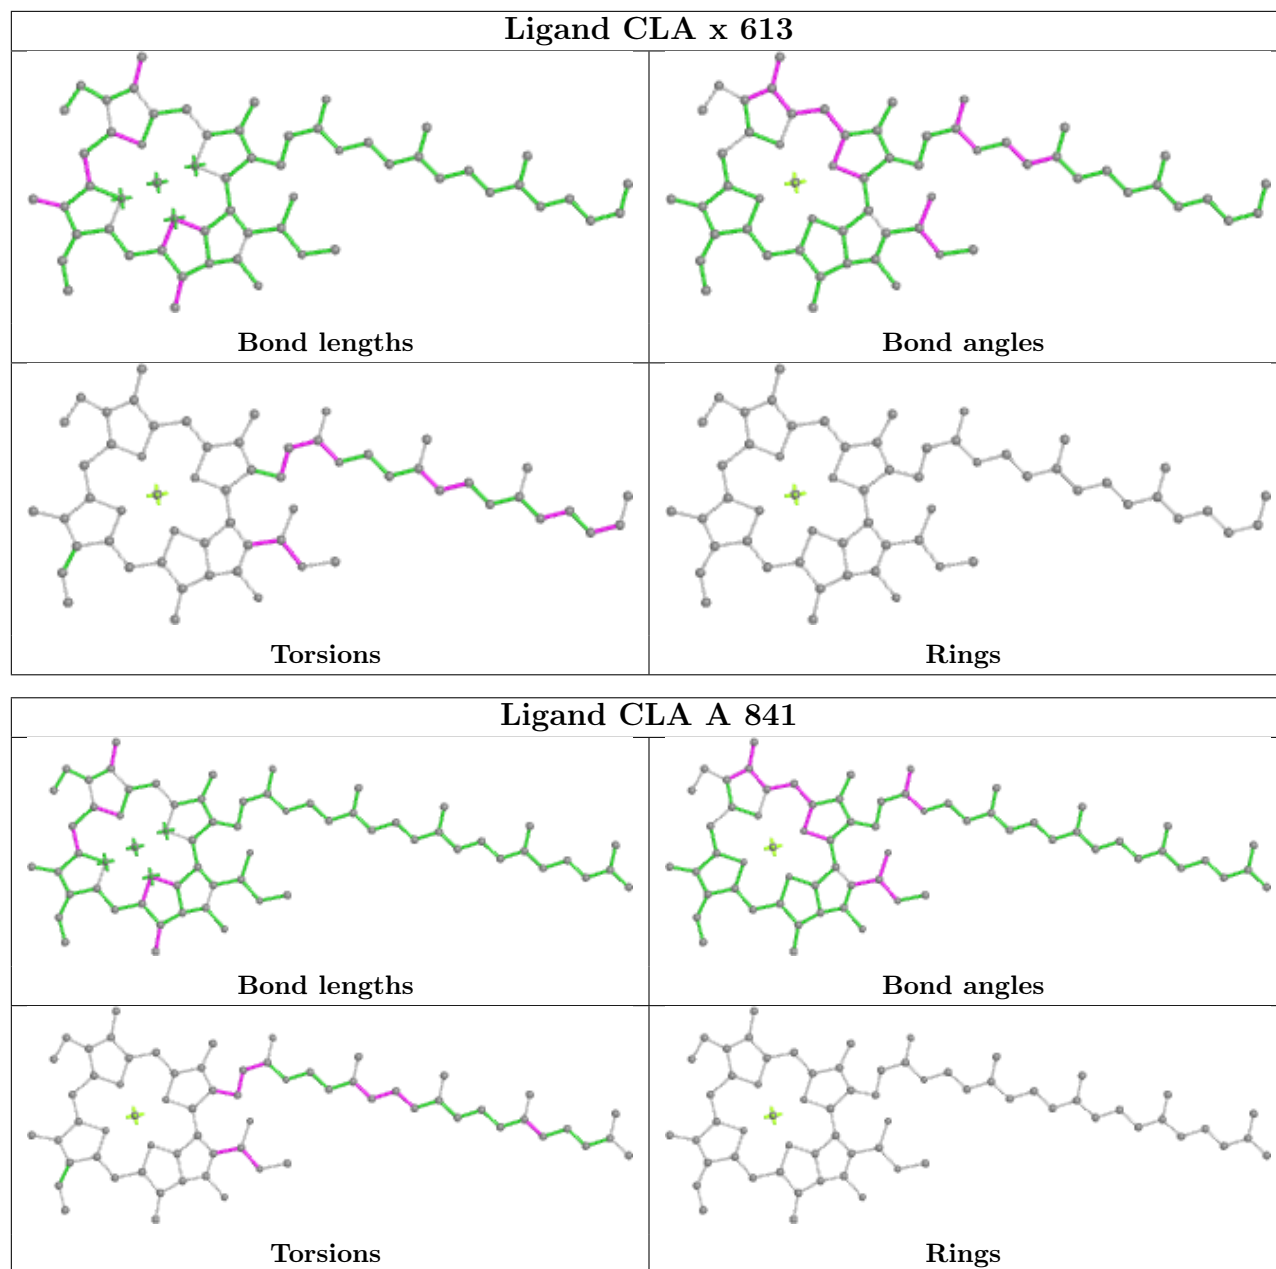 Ligand CLA x 613
Bond lengths
Bond angles
Torsions
Rings
Ligand CLA A 841
Bond lengths
Bond angles
Torsions
Rings